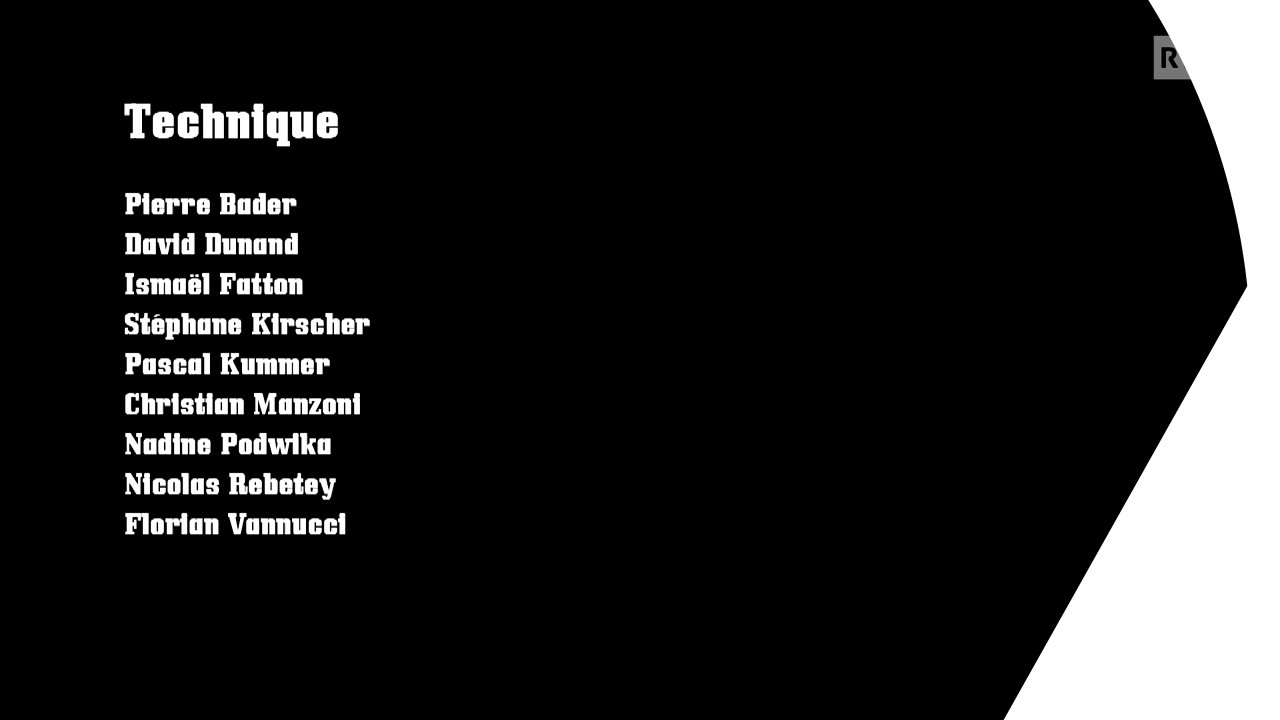 R
Technique
Pierre Bader
David Dunand
Ismaël Fatton
Stéphane Kirscher
Pascal Kummer
Christian Manzoni
Nadine Podwika
Nicolas Rebetey
Florian Vannucci